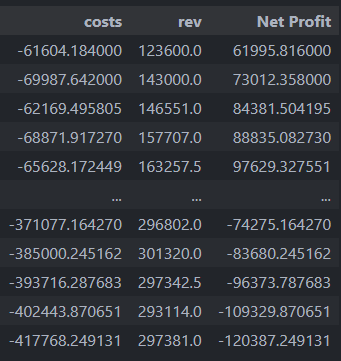 costs rev Net Profit
-61604.184000 123600.0 61995.816000
-69987.642000 143000.0 73012.358000
-62169.495805 146551.0 84381.504195
-68871.917270 157707.0 88835.082730
-65628.172449 163257.5 97629.327551
... ... ...
-371077.164270 296802.0 -74275.164270
-385000.245162 301320.0 -83680.245162
-393716.287683 297342.5 -96373.787683
-402443.870651 293114.0 -109329.870651
-417768.249131 297381.0 -120387.249131